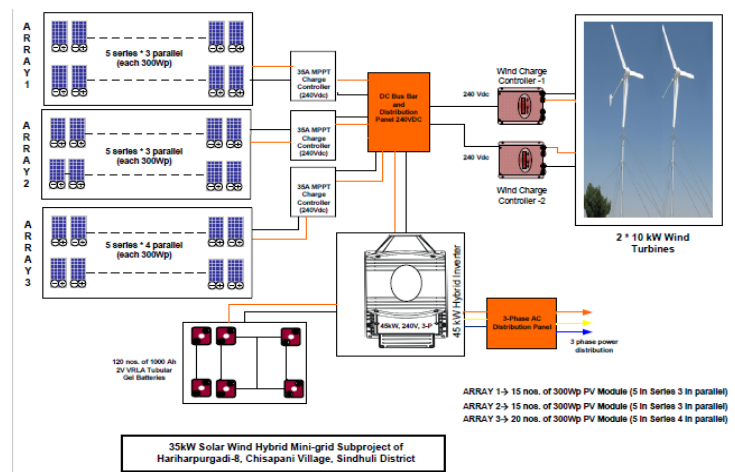 ARRAY 1
5 series * 3 parallel
(each 300Wp)
35A MPPT
Charge
Controller
(240Vdc)
ARRAY 2
5 series * 3 parallel
(each 300Wp)
35A MPPT
Charge
Controller
(240Vdc)
ARRAY 3
5 series * 4 parallel
(each 300Wp)
35A MPPT
Charge
Controller
(240Vdc)
DC Bus Bar
and
Distribution
Panel 240VDC
Wind Charge
Controller -1
240 Vdc
240 Vdc
Wind Charge
Controller -2
2 * 10 kW Wind
Turbines
45kW, 240V, 3-P
45 kW Hybrid Inverter
3-Phase AC
Distribution Panel
3 phase power
distribution
120 nos. of 1000 Ah
2V VRLA Tubular
Gel Batteries
ARRAY 1→ 15 nos. of 300Wp PV Module (5 in Series 3 in parallel)
ARRAY 2→ 15 nos. of 300Wp PV Module (5 in Series 3 in parallel)
ARRAY 3→ 20 nos. of 300Wp PV Module (5 in Series 4 in parallel)
35kW Solar Wind Hybrid Mini-grid Subproject of
Hariharpurgadi-8, Chisapani Village, Sindhuli District